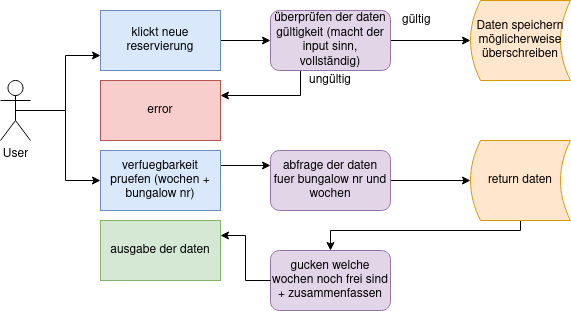 klickt neue
reservierung
überprüfen der daten
gültigkeit (macht der
input sinn,
vollständig)
gültig
Daten speichern
möglicherweise
überschreiben
ungültig
error
User
verfuegbarkeit
pruefen (wochen +
bungalow nr)
abfrage der daten
fuer bungalow nr und
wochen
return daten
ausgabe der daten
gucken welche
wochen noch frei sind
+ zusammenfassen